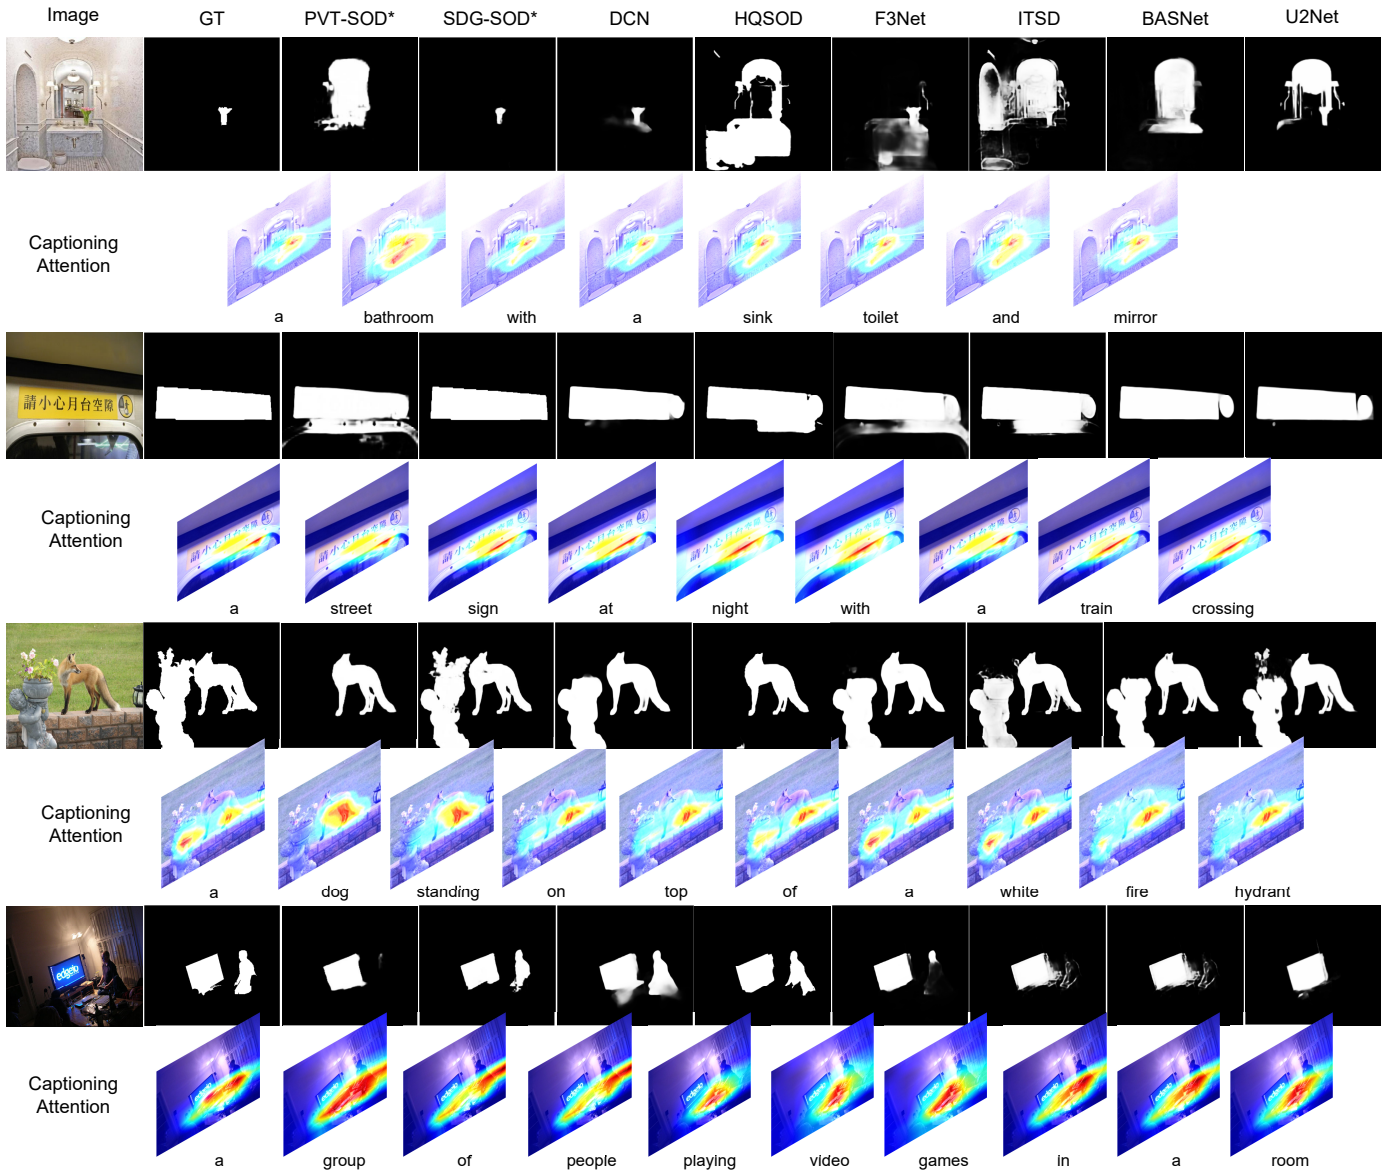 Image GT PVT-SOD* SDG-SOD* DCN HQSOD F3Net ITSD BASNet U2Net
Captioning
Attention
a bathroom with a sink toilet and mirror
請小心月台空隙
Captioning
Attention
a street sign at night with a train crossing
Captioning
Attention
a dog standing on top of a white fire hydrant
edgeio
Captioning
Attention
a group of people playing video games in a room